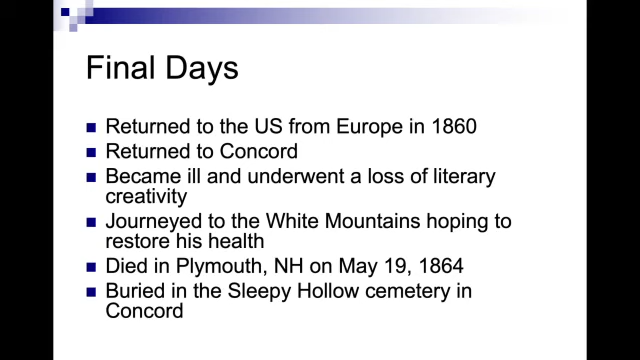 Final Days
Returned to the US from Europe in 1860
Returned to Concord
Became ill and underwent a loss of literary
creativity
Journeyed to the White Mountains hoping to
restore his health
Died in Plymouth, NH on May 19, 1864
Buried in the Sleepy Hollow cemetery in
Concord